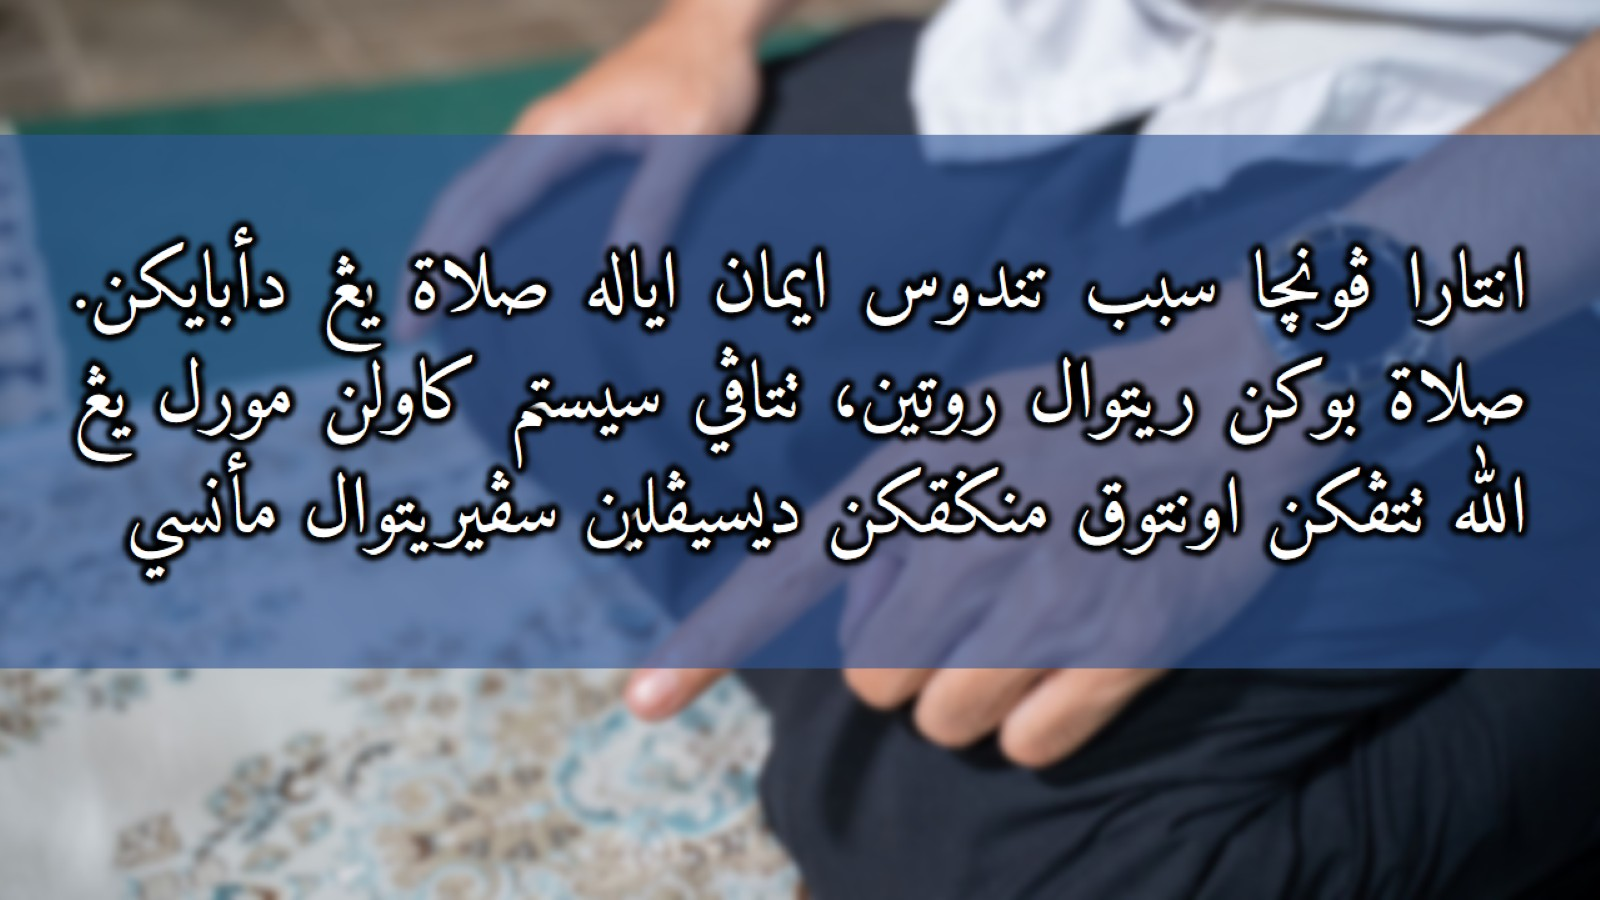 انتارا ڤونچا سبب تندوس ايمان اياله صلاة يڠ دأبايكن.
صلاة بوكن ريتوال روتين، تتاڤي سيستم كاولن مورل يڠ
الله تتڤكن اونتوق منݢقكن ديسيڤلين سڤيريتوال مأنسي